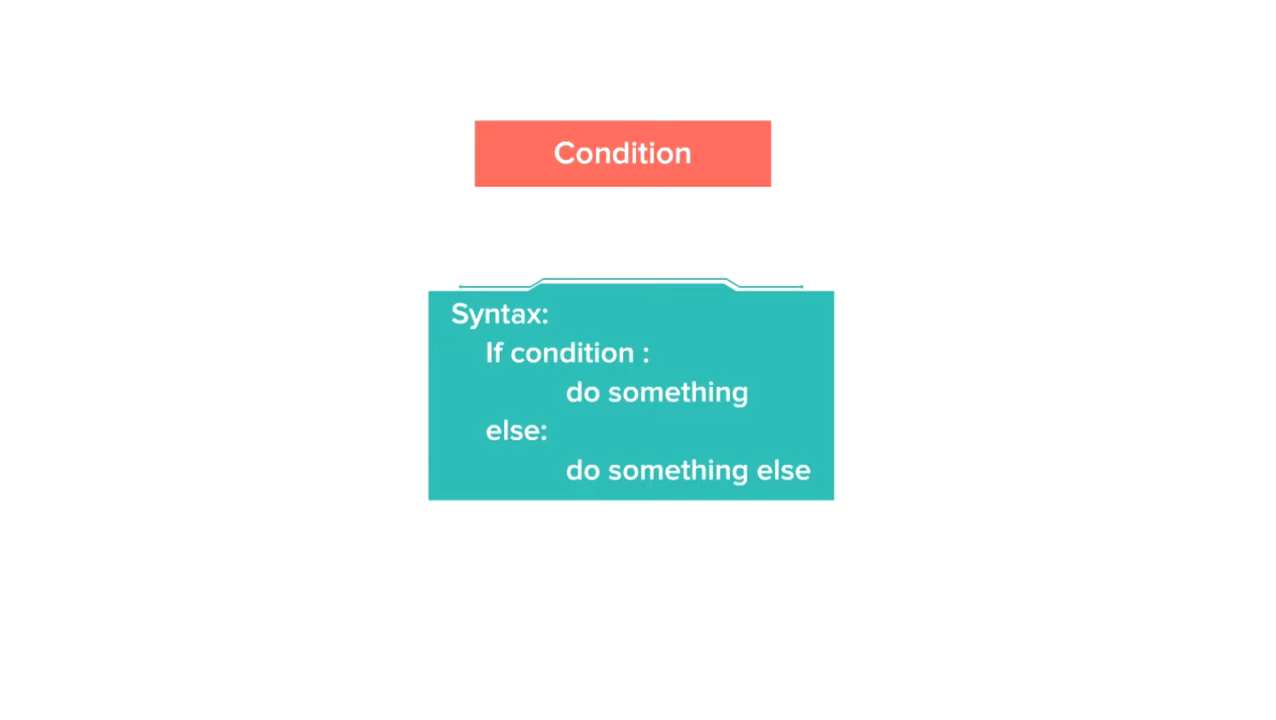 Condition
Syntax:
If condition :
do something
else:
do something else